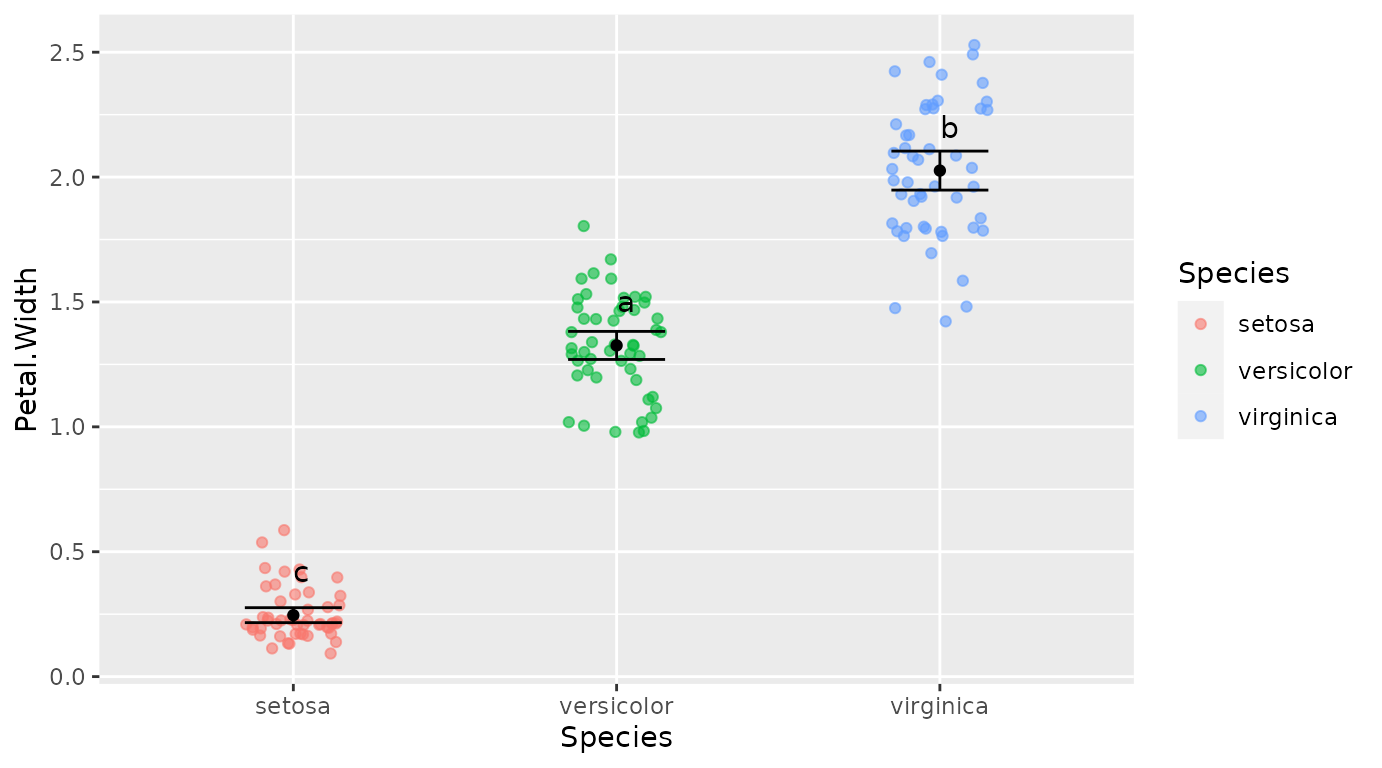 2.5
2.0
1.5
1.0
0.5
0.0
Petal.Width
b
a
c
setosa
versicolor
virginica
Species
Species
setosa
versicolor
virginica